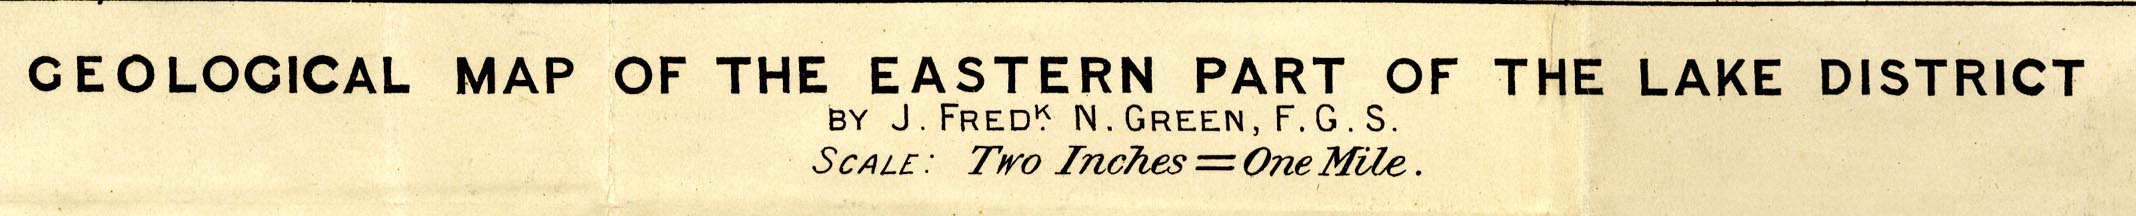 GEOLOGICAL MAP OF THE EASTERN PART OF THE LAKE DISTRICT
BY J. FREDK. N. GREEN, F.G.S.
SCALE: Two Inches = One Mile.